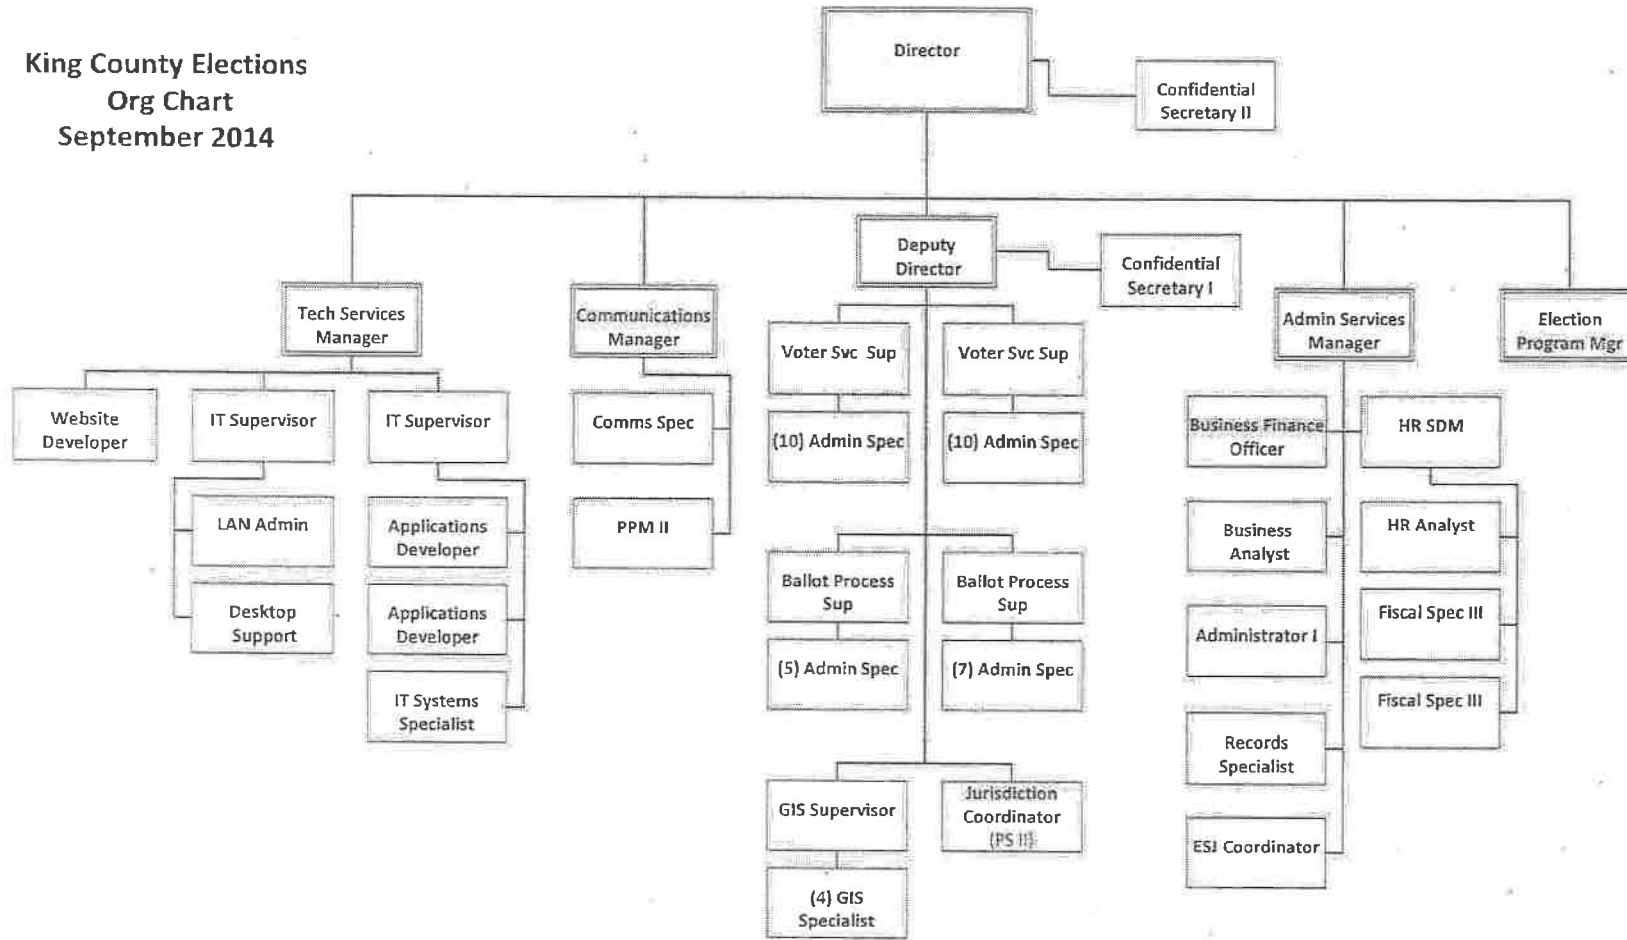 King County Elections
Org Chart
September 2014
Director
Confidential
Secretary II
Deputy
Director
Confidential
Secretary I
Tech Services
Manager
Communications
Manager
Admin Services
Manager
Election
Program Mgr
Voter Svc Sup
Voter Svc Sup
Website
Developer
IT Supervisor
IT Supervisor
Comms Spec
(10) Admin Spec
(10) Admin Spec
Business Finance
Officer
HR SDM
LAN Admin
Applications
Developer
PPM II
Business
Analyst
HR Analyst
Ballot Process
Sup
Ballot Process
Sup
Desktop
Support
Applications
Developer
Administrator I
Fiscal Spec III
(5) Admin Spec
(7) Admin Spec
IT Systems
Specialist
Fiscal Spec III
Records
Specialist
GIS Supervisor
Jurisdiction
Coordinator
(PS II)
ESJ Coordinator
(4) GIS
Specialist